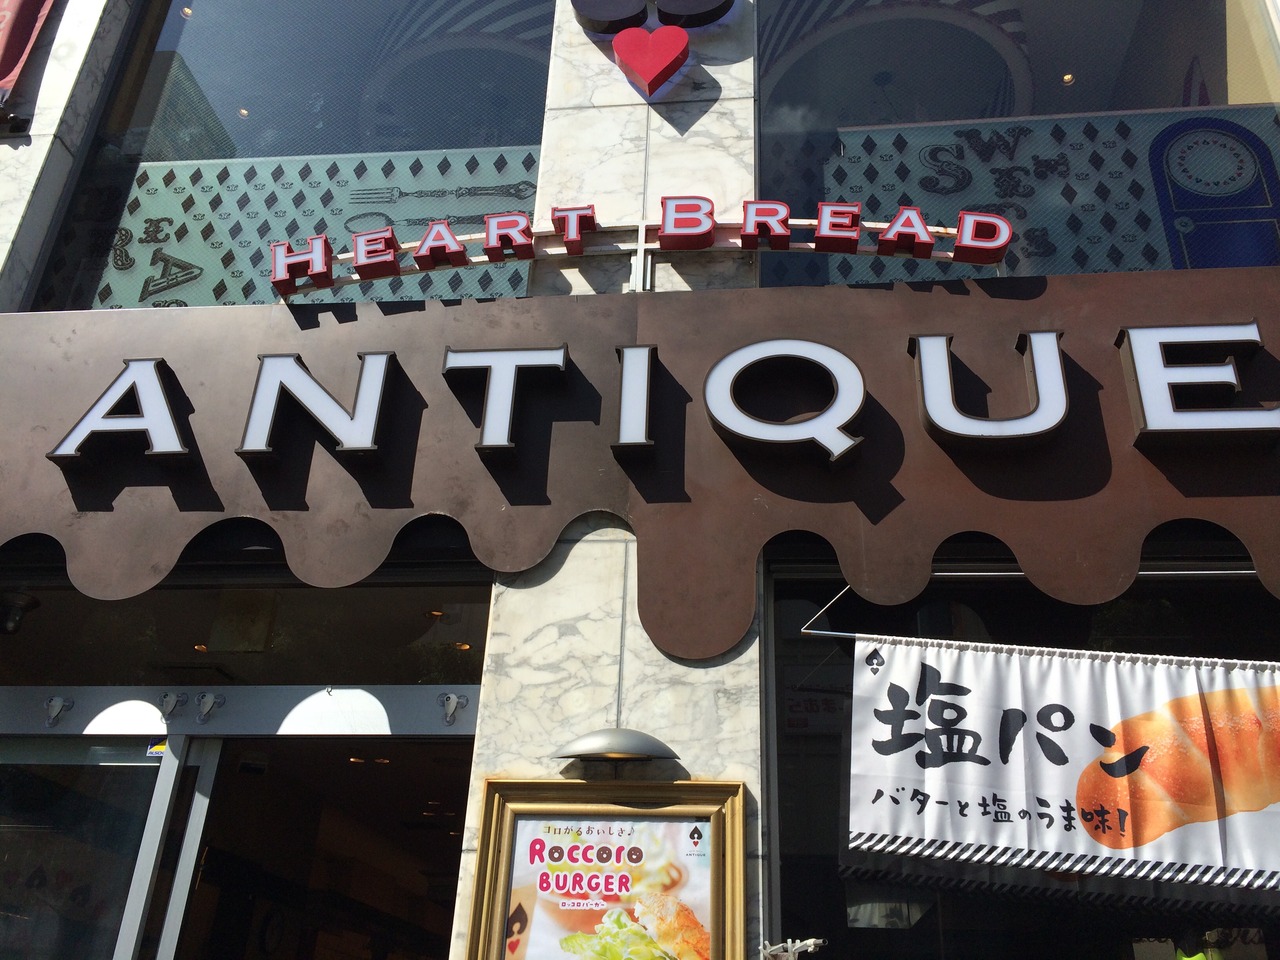 HEART BREAD
ANTIQUE
塩パン
バターと塩のうま味!
コロがるおいしさ♪
ROCCORO
BURGER
ロッコロバーガー
ANTIQUE